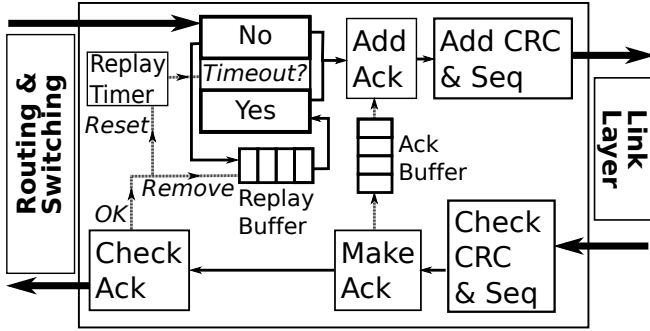 Routing &
Switching
Replay
Timer
Reset
OK
Remove
No
Timeout?
Yes
Replay
Buffer
Add
Ack
Add CRC
& Seq
Ack
Buffer
Check
Ack
Make
Ack
Check
CRC
& Seq
Link
Layer